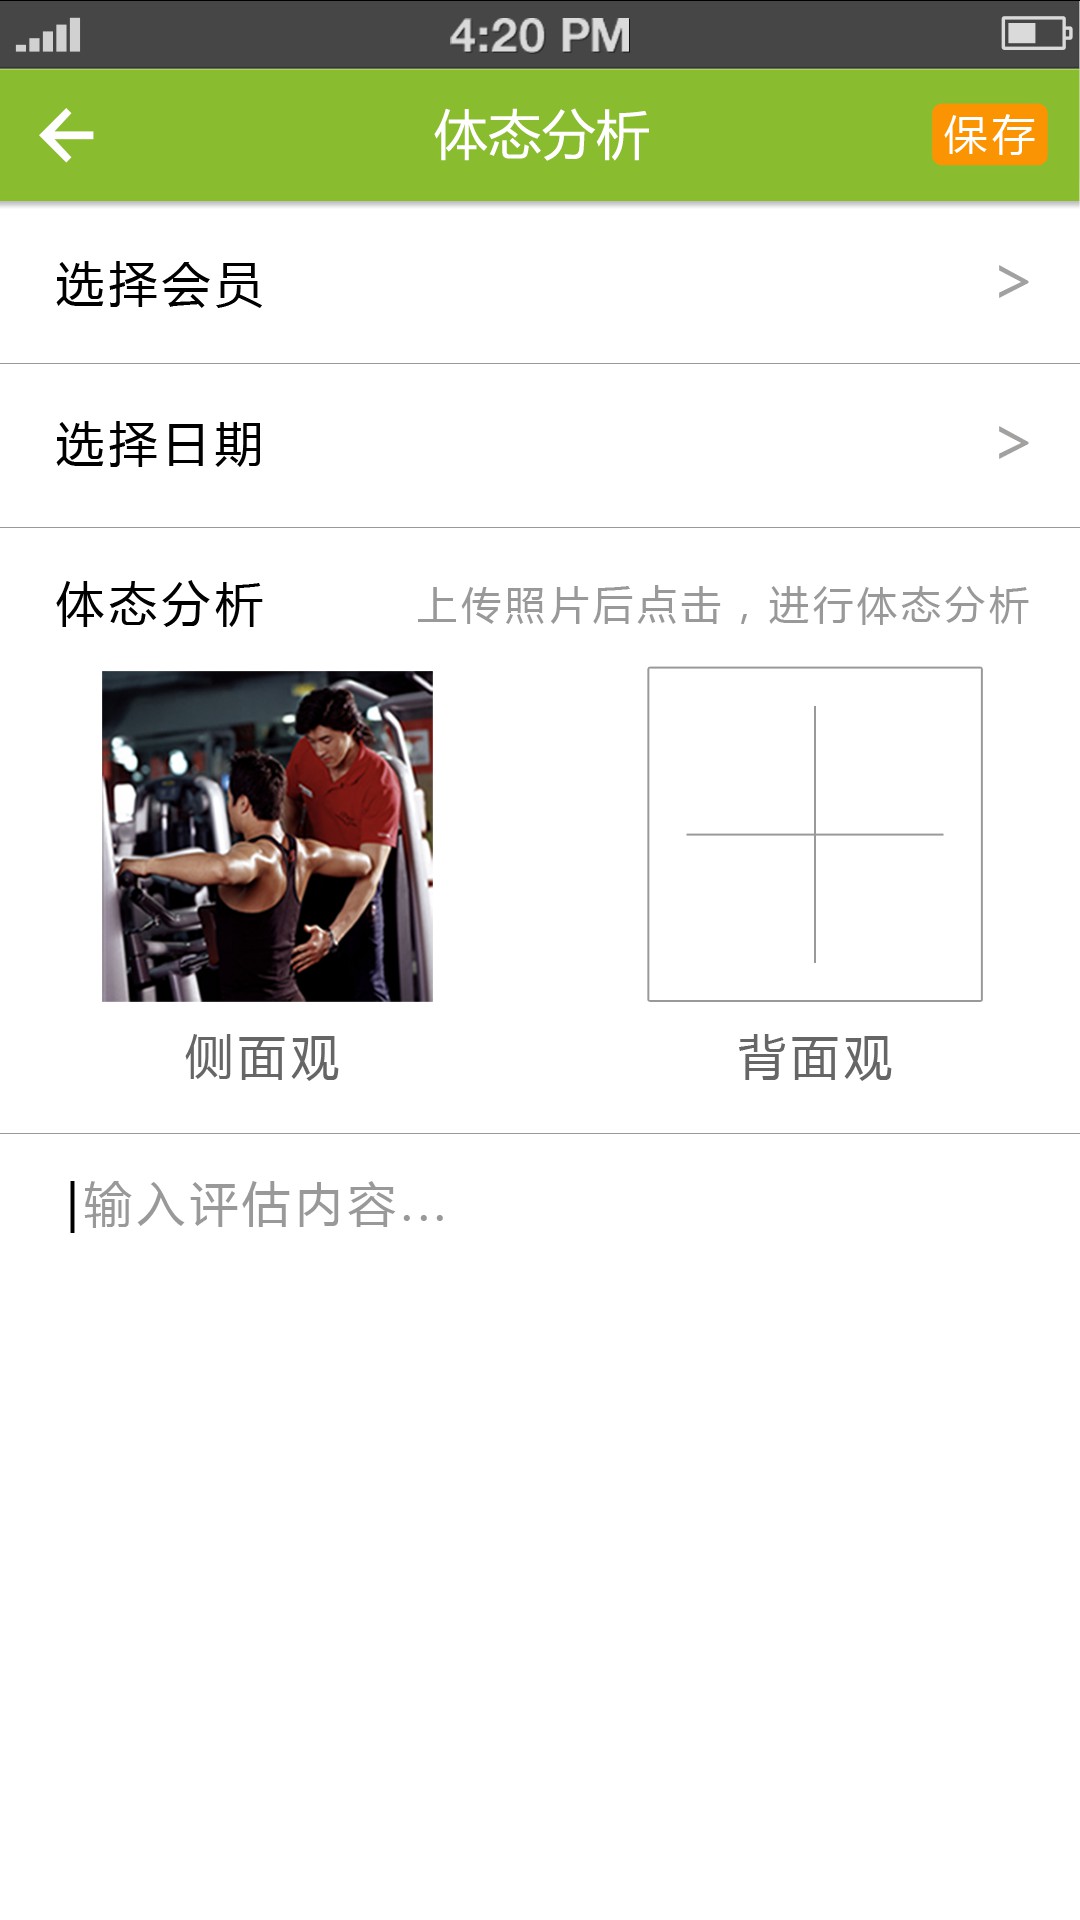 4:20 PM
体态分析
保存
选择会员 >
选择日期 >
体态分析 上传照片后点击，进行体态分析
侧面观 背面观
输入评估内容...